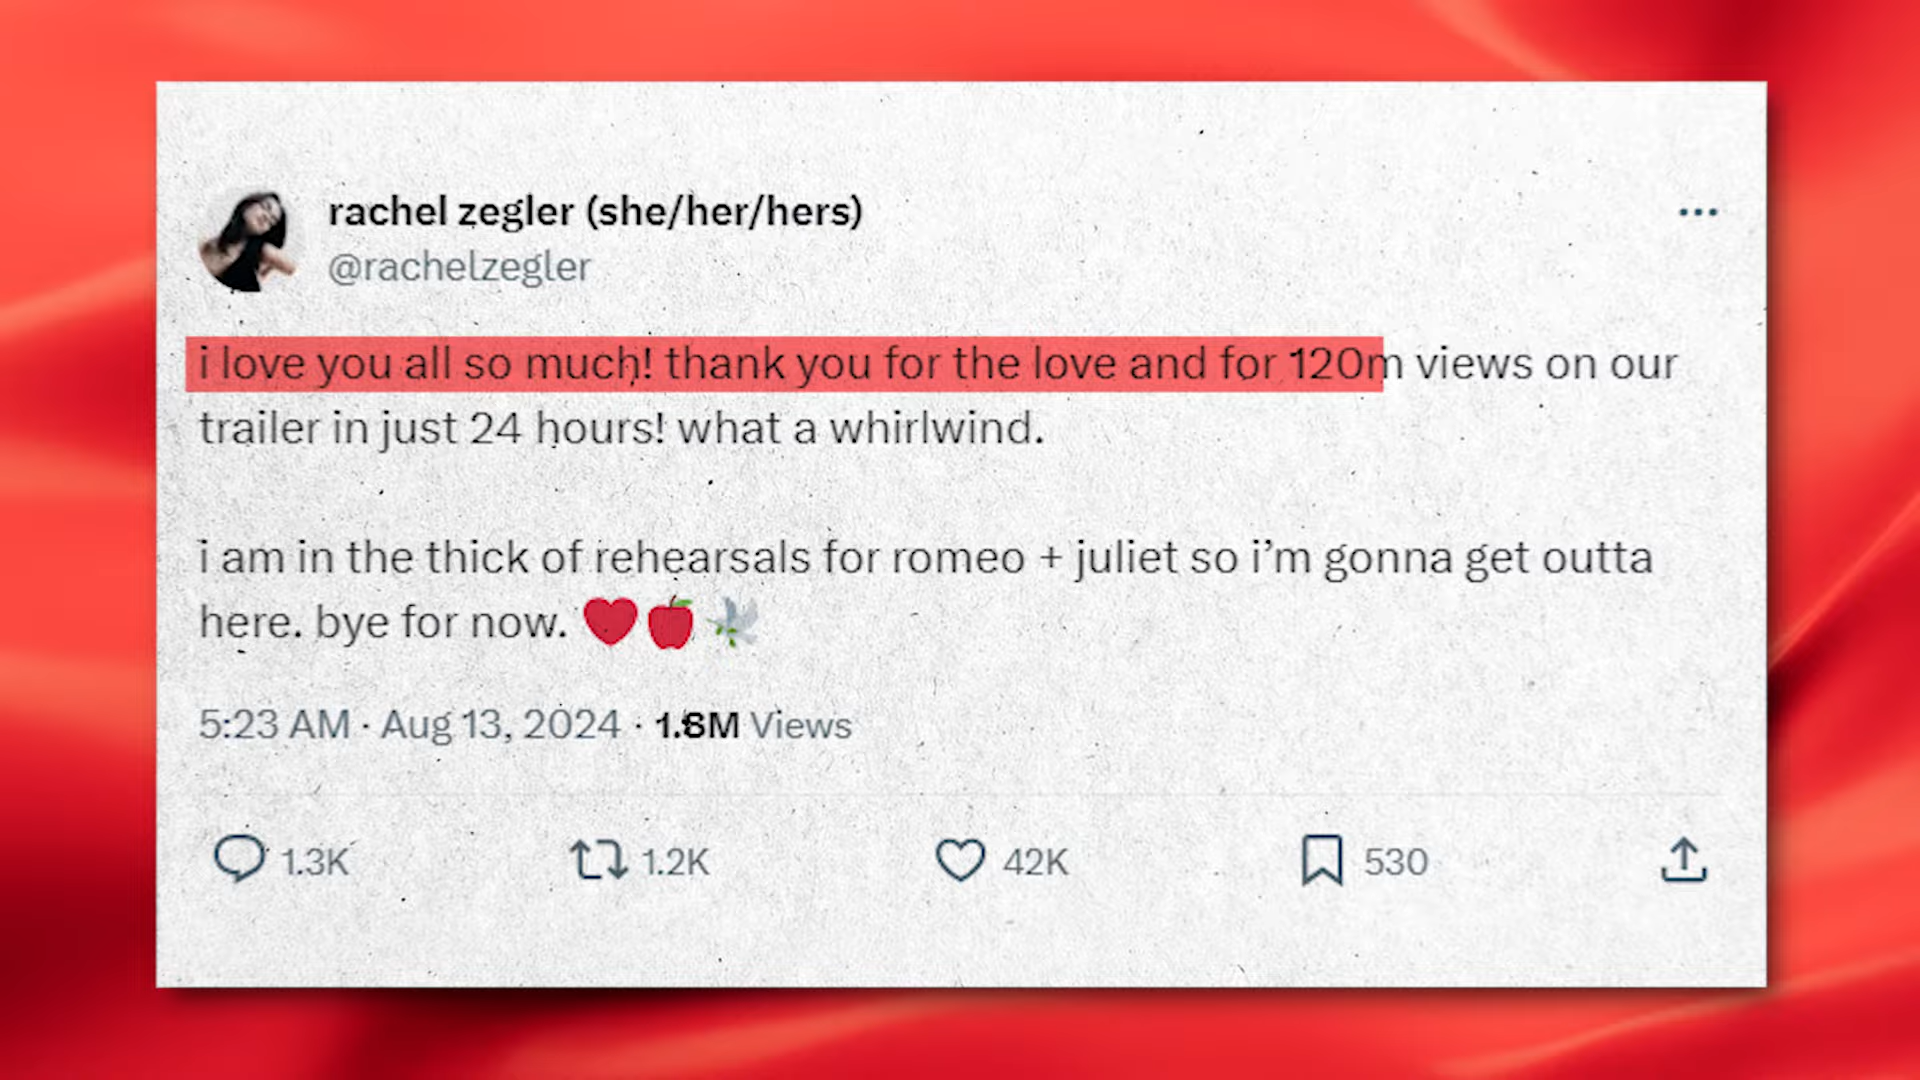 rachel zegler (she/her/hers)
@rachelzegler
i love you all so much! thank you for the love and for 120m views on our
trailer in just 24 hours! what a whirlwind.
i am in the thick of rehearsals for romeo + juliet so i’m gonna get outta
here. bye for now. ❤️🍎🕊️
5:23 AM · Aug 13, 2024 · 1.8M Views
1.3K 1.2K 42K 530